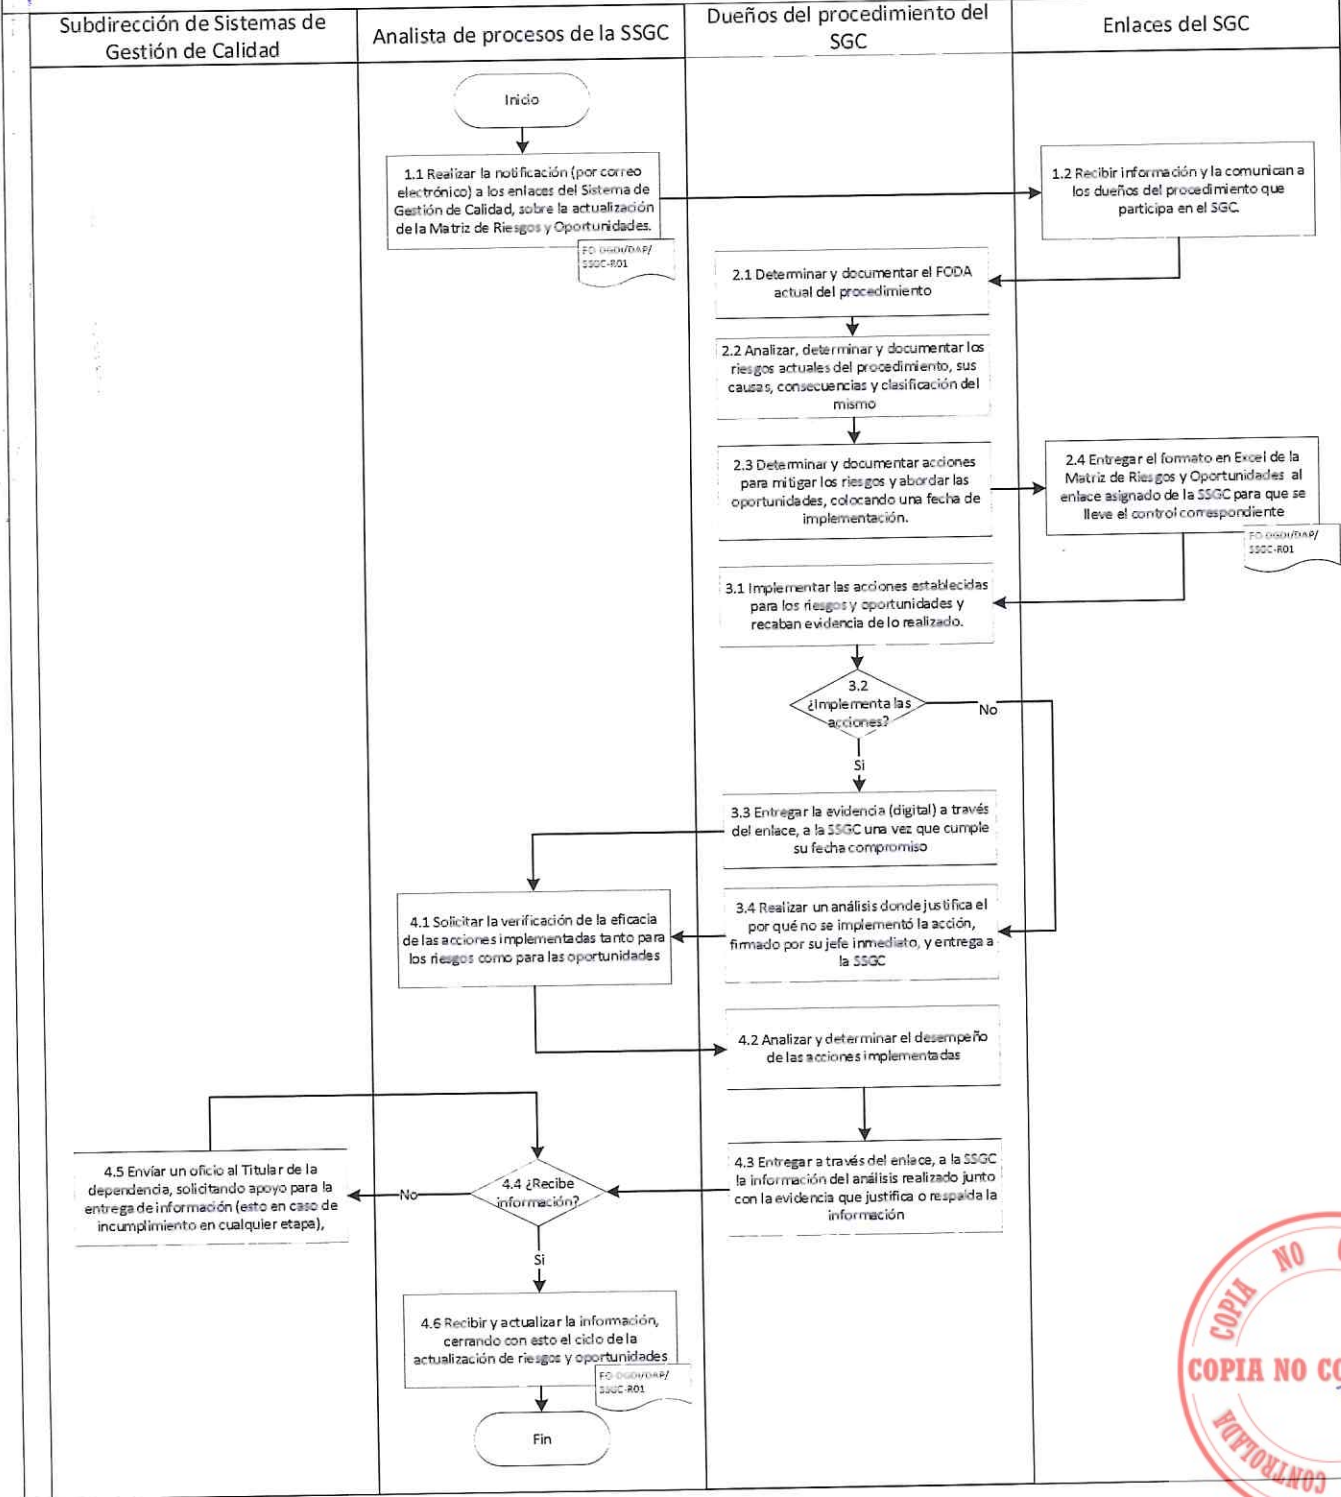 Subdirección de Sistemas de
Gestión de Calidad
Analista de procesos de la SSGC
Dueños del procedimiento del
SGC
Enlaces del SGC
Inicio
1.1 Realizar la notificación (por correo
electrónico) a los enlaces del Sistema de
Gestión de Calidad, sobre la actualización
de la Matriz de Riesgos y Oportunidades.
SSGC-R01
1.2 Recibir información y la comunican a
los dueños del procedimiento que
participa en el SGC.
2.1 Determinar y documentar el FODA
actual del procedimiento
2.2 Analizar, determinar y documentar los
riesgos actuales del procedimiento, sus
causas, consecuencias y clasificación del
mismo
2.3 Determinar y documentar acciones
para mitigar los riesgos y abordar las
oportunidades, colocando una fecha de
implementación.
2.4 Entregar el formato en Excel de la
Matriz de Riesgos y Oportunidades al
enlace asignado de la SSGC para que se
lleve el control correspondiente
SSGC-R01
3.1 Implementar las acciones establecidas
para los riesgos y oportunidades y
recaban evidencia de lo realizado.
3.2
¿Implementa las
acciones?
No
Si
3.3 Entregar la evidencia (digital) a través
del enlace, a la SSGC una vez que cumple
su fecha compromiso
3.4 Realizar un análisis donde justifica el
por qué no se implementó la acción,
firmado por su jefe inmediato, y entrega a
la SSGC
4.1 Solicitar la verificación de la eficacia
de las acciones implementadas tanto para
los riesgos como para las oportunidades
4.2 Analizar y determinar el desempeño
de las acciones implementadas
4.3 Entregar a través del enlace, a la SSGC
la información del análisis realizado junto
con la evidencia que justifica o respalda la
información
4.4 ¿Recibe
información?
No
4.5 Enviar un oficio al Titular de la
dependencia, solicitando apoyo para la
entrega de información (esto en caso de
incumplimiento en cualquier etapa),
Si
4.6 Recibir y actualizar la información,
cerrando con esto el ciclo de la
actualización de riesgos y oportunidades
SSGC-R01
Fin
COPIA NO
COPIA NO CO
CONTROLADA